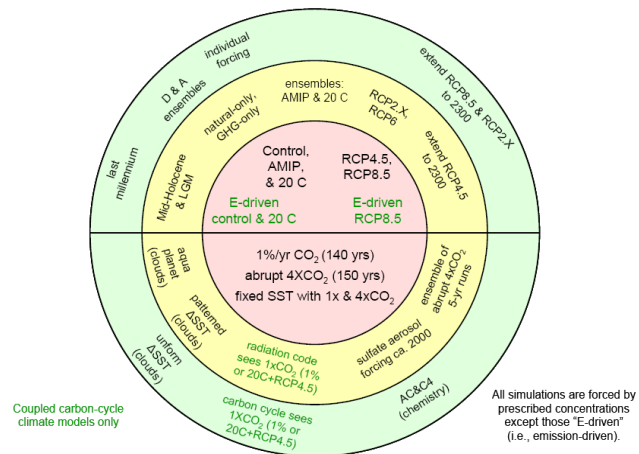 individual
forcing
D & A
ensembles
last
millennium
extend RCP8.5 & RCP2.X
to 2300
ensembles:
AMIP & 20 C
natural-only,
GHG-only
Mid-Holocene
& LGM
RCP2.X,
RCP6
extend RCP4.5
to 2300
Control,
AMIP,
& 20 C
RCP4.5,
RCP8.5
E-driven
control & 20 C
E-driven
RCP8.5
1%/yr CO₂ (140 yrs)
abrupt 4XCO₂ (150 yrs)
fixed SST with 1x & 4xCO₂
aqua
planet
(clouds)
patterned
ΔSST
(clouds)
radiation code
sees 1xCO₂ (1%
or 20C+RCP4.5)
sulfate aerosol
forcing ca. 2000
ensemble of
abrupt 4xCO2
5-yr runs
unform
ΔSST
(clouds)
carbon cycle sees
1XCO₂ (1% or
20C+RCP4.5)
AC&C4
(chemistry)
Coupled carbon-cycle
climate models only
All simulations are forced by
prescribed concentrations
except those “E-driven”
(i.e., emission-driven).